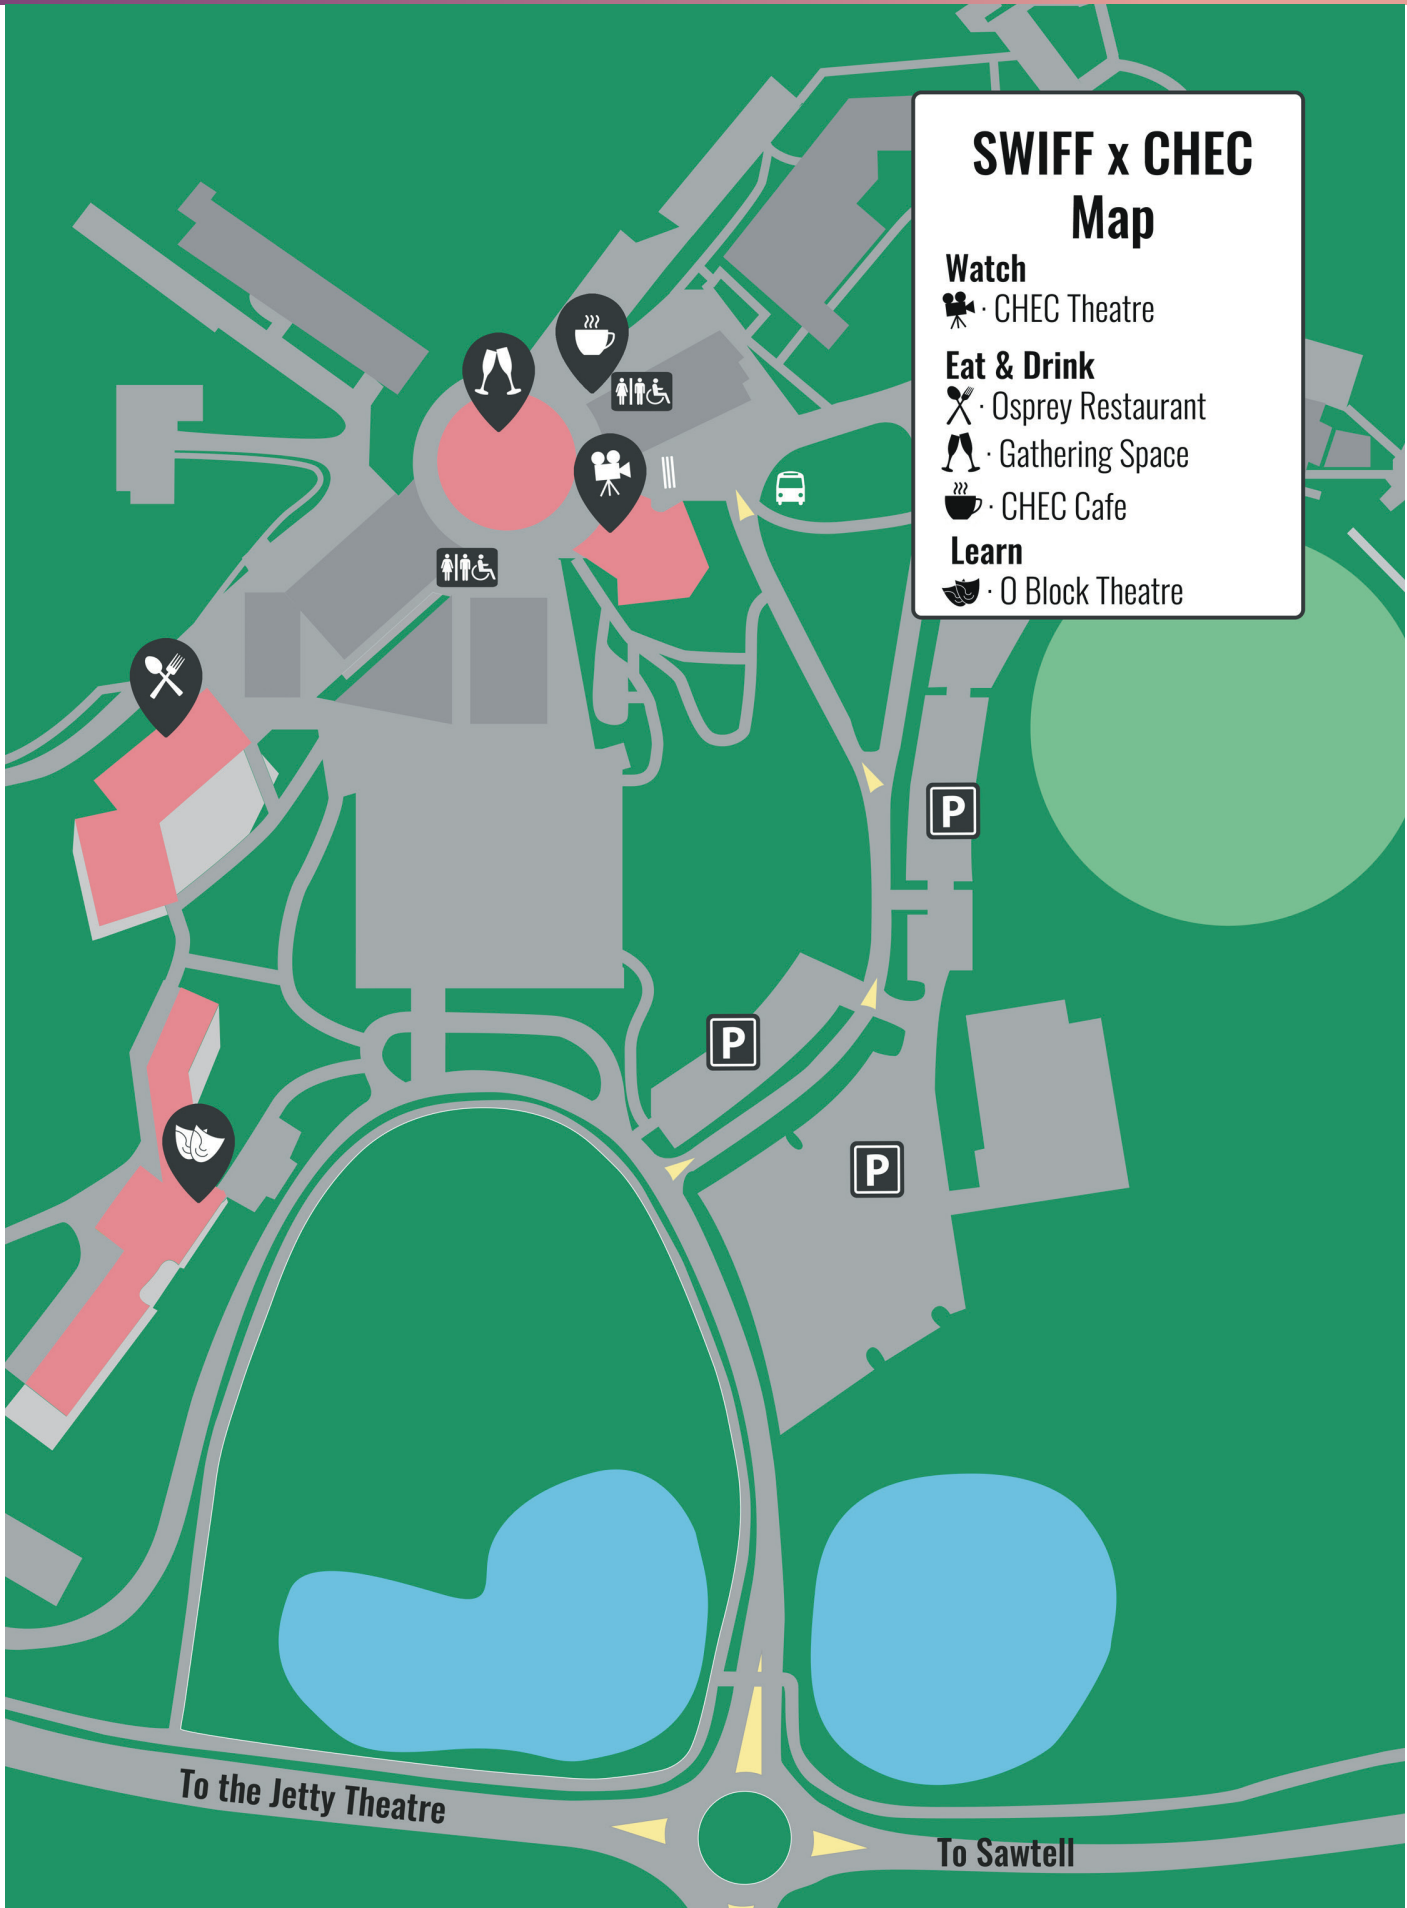 SWIFF x CHEC
Map
Watch
· CHEC Theatre
Eat & Drink
· Osprey Restaurant
· Gathering Space
· CHEC Cafe
Learn
· O Block Theatre
P
P
P
To the Jetty Theatre
To Sawtell